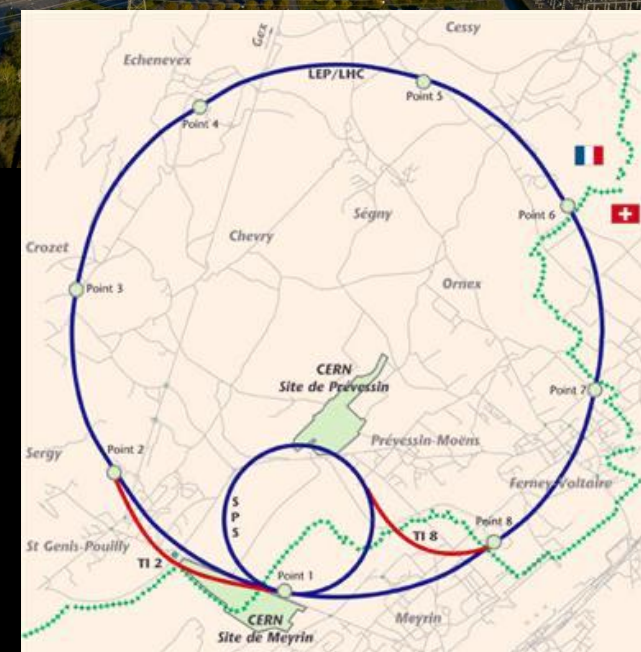 Gex
Cessy
Echenevex
LEP/LHC
Point 5
Point 4
Point 6
Ségny
Chevry
Crozet
Ornex
Point 3
CERN
Site de Prévessin
Point 7
Point 2
Prévessin-Moëns
Sergy
Ferney-Voltaire
SPS
Point 8
St Genis-Pouilly
TI 8
TI 2
Point 1
Meyrin
CERN
Site de Meyrin